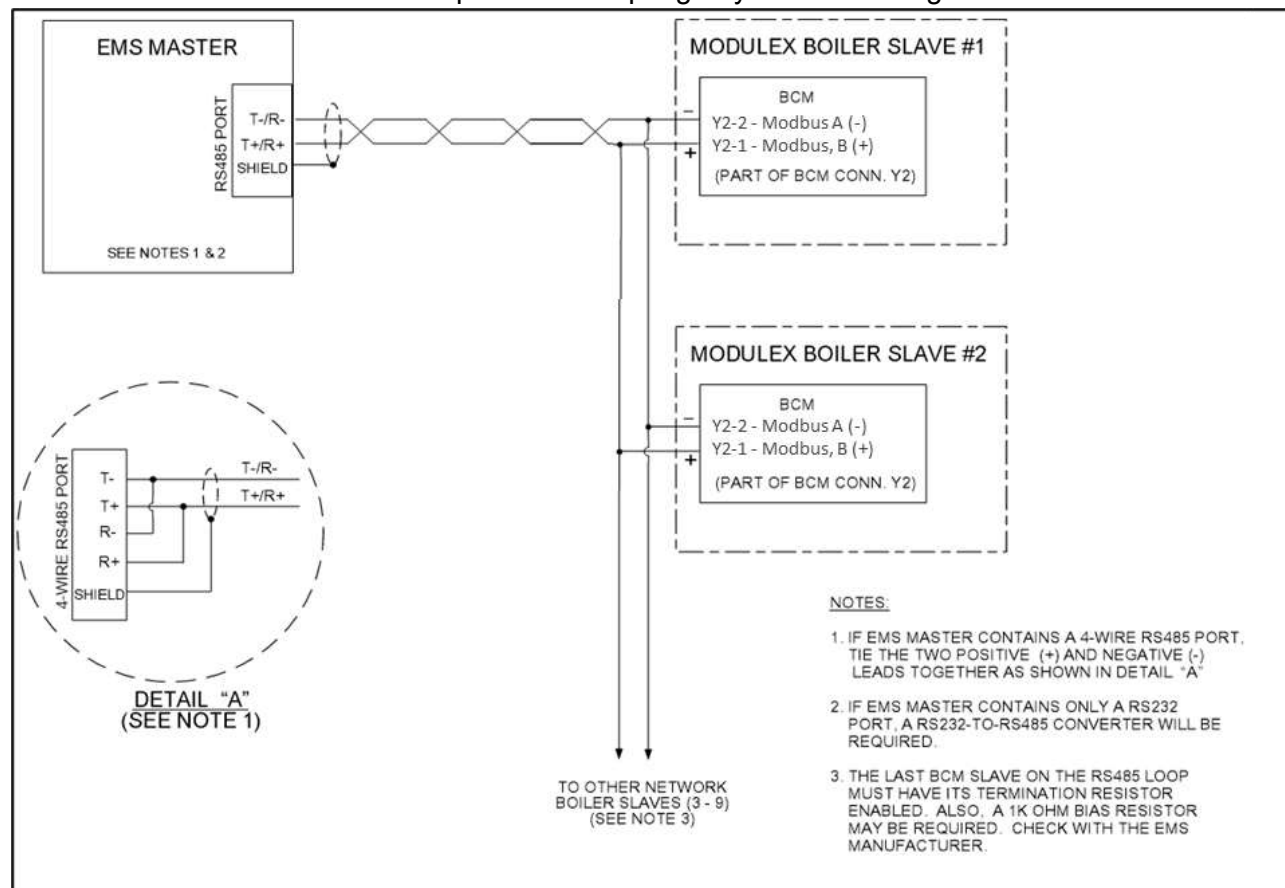 EMS MASTER
RS485 PORT
T-/R-
T+/R+
SHIELD
SEE NOTES 1 & 2
MODULEX BOILER SLAVE #1
BCM
–
Y2-2 - Modbus A (-)
Y2-1 - Modbus, B (+)
+
(PART OF BCM CONN. Y2)
MODULEX BOILER SLAVE #2
BCM
–
Y2-2 - Modbus A (-)
Y2-1 - Modbus, B (+)
+
(PART OF BCM CONN. Y2)
4-WIRE RS485 PORT
T-
T+
R-
R+
SHIELD
T-/R-
T+/R+
DETAIL "A"
(SEE NOTE 1)
TO OTHER NETWORK
BOILER SLAVES (3 - 9)
(SEE NOTE 3)
NOTES:
1. IF EMS MASTER CONTAINS A 4-WIRE RS485 PORT,
TIE THE TWO POSITIVE (+) AND NEGATIVE (-)
LEADS TOGETHER AS SHOWN IN DETAIL "A"
2. IF EMS MASTER CONTAINS ONLY A RS232
PORT, A RS232-TO-RS485 CONVERTER WILL BE
REQUIRED.
3. THE LAST BCM SLAVE ON THE RS485 LOOP
MUST HAVE ITS TERMINATION RESISTOR
ENABLED. ALSO, A 1K OHM BIAS RESISTOR
MAY BE REQUIRED. CHECK WITH THE EMS
MANUFACTURER.